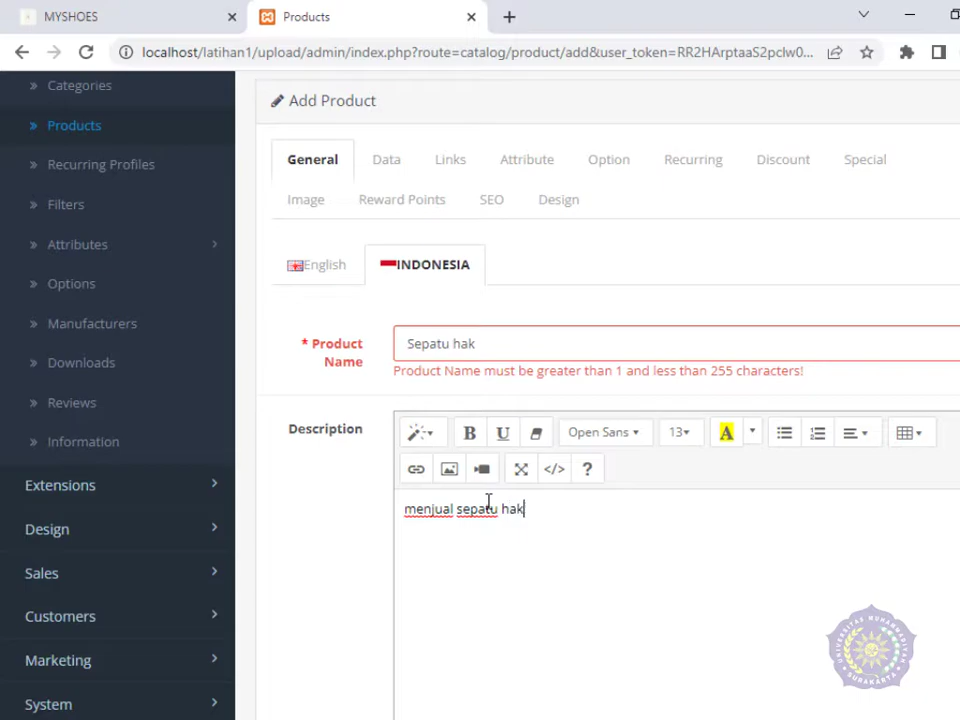 MYSHOES
Products
localhost/latihan1/upload/admin/index.php?route=catalog/product/add&user_token=RR2HArptaaS2pclw0...
Categories
Products
Recurring Profiles
Filters
Attributes
Options
Manufacturers
Downloads
Reviews
Information
Extensions
Design
Sales
Customers
Marketing
System
Add Product
General Data Links Attribute Option Recurring Discount Special
Image Reward Points SEO Design
English INDONESIA
* Product Name
Sepatu hak
Product Name must be greater than 1 and less than 255 characters!
Description
B U Open Sans 13 A
</> ?
menjual sepatu hak
UNIVERSITAS MUHAMMADIYAH
SURAKARTA